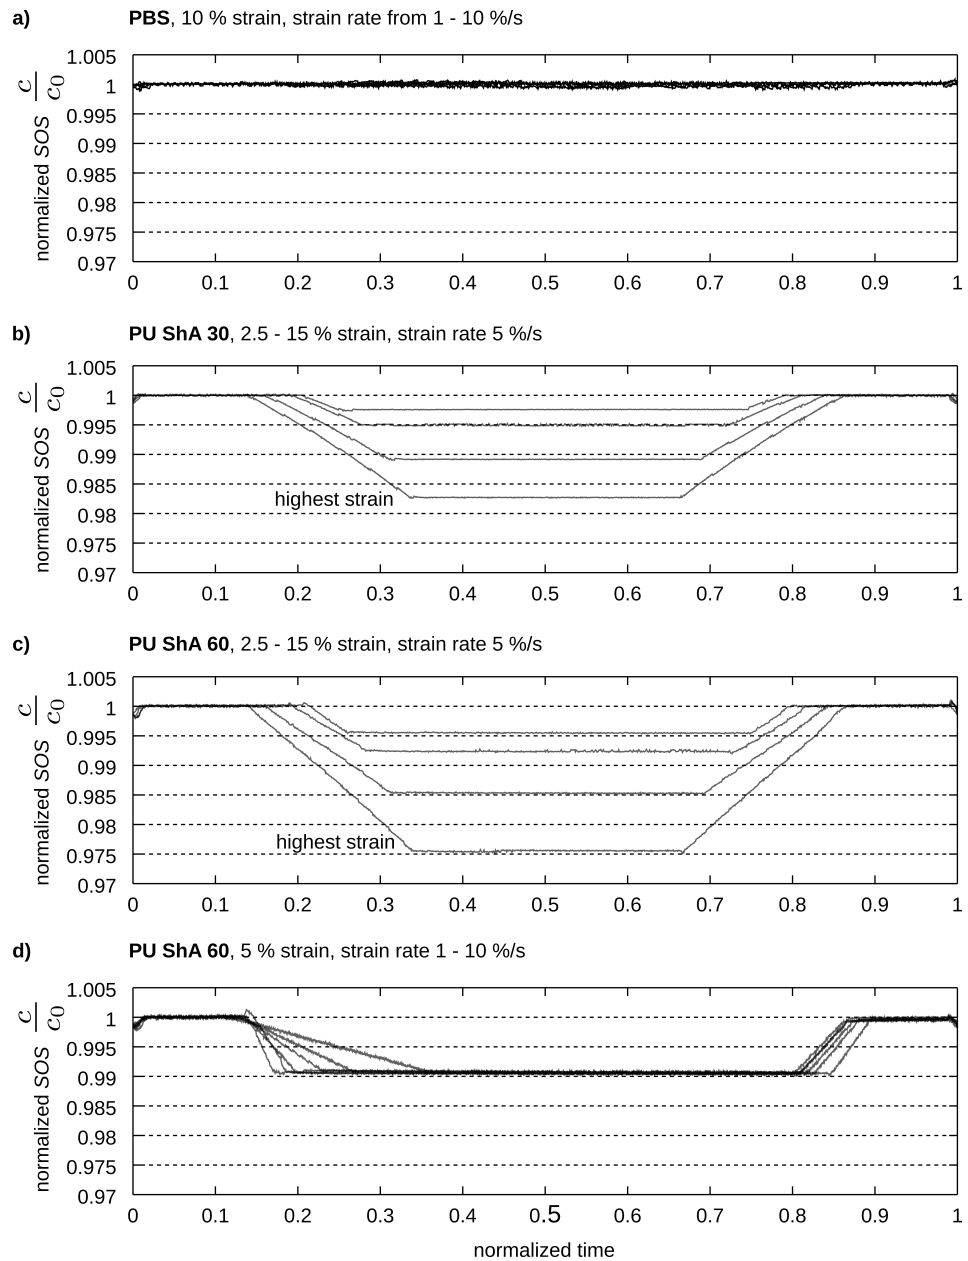 a) PBS, 10 % strain, strain rate from 1 - 10 %/s
normalized SOS c/c0
1.005
1
0.995
0.99
0.985
0.98
0.975
0.97
0 0.1 0.2 0.3 0.4 0.5 0.6 0.7 0.8 0.9 1
b) PU ShA 30, 2.5 - 15 % strain, strain rate 5 %/s
normalized SOS c/c0
1.005
1
0.995
0.99
0.985
0.98
0.975
0.97
highest strain
0 0.1 0.2 0.3 0.4 0.5 0.6 0.7 0.8 0.9 1
c) PU ShA 60, 2.5 - 15 % strain, strain rate 5 %/s
normalized SOS c/c0
1.005
1
0.995
0.99
0.985
0.98
0.975
0.97
highest strain
0 0.1 0.2 0.3 0.4 0.5 0.6 0.7 0.8 0.9 1
d) PU ShA 60, 5 % strain, strain rate 1 - 10 %/s
normalized SOS c/c0
1.005
1
0.995
0.99
0.985
0.98
0.975
0.97
0 0.1 0.2 0.3 0.4 0.5 0.6 0.7 0.8 0.9 1
normalized time